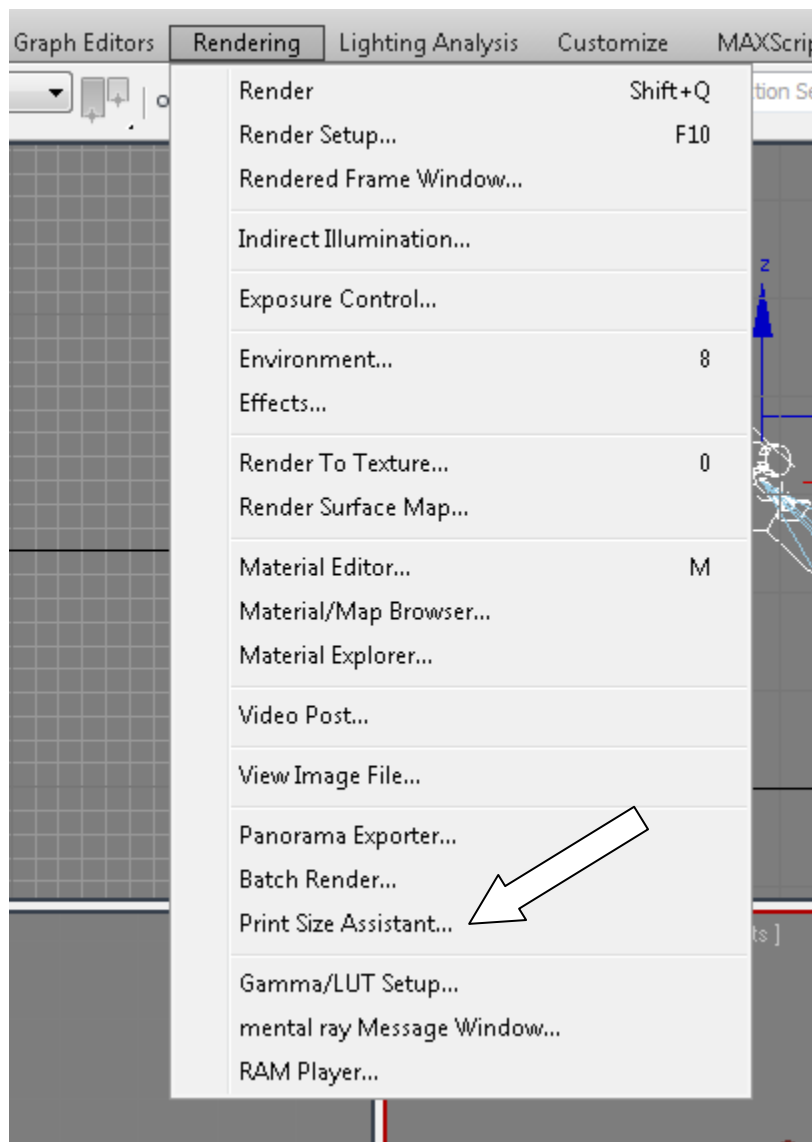 Graph Editors Rendering Lighting Analysis Customize
Render Shift+Q
Render Setup... F10
Rendered Frame Window...
Indirect Illumination...
Exposure Control...
z
Environment... 8
Effects...
Render To Texture... 0
Render Surface Map...
Material Editor... M
Material/Map Browser...
Material Explorer...
Video Post...
View Image File...
Panorama Exporter...
Batch Render...
Print Size Assistant...
Gamma/LUT Setup...
mental ray Message Window...
RAM Player...